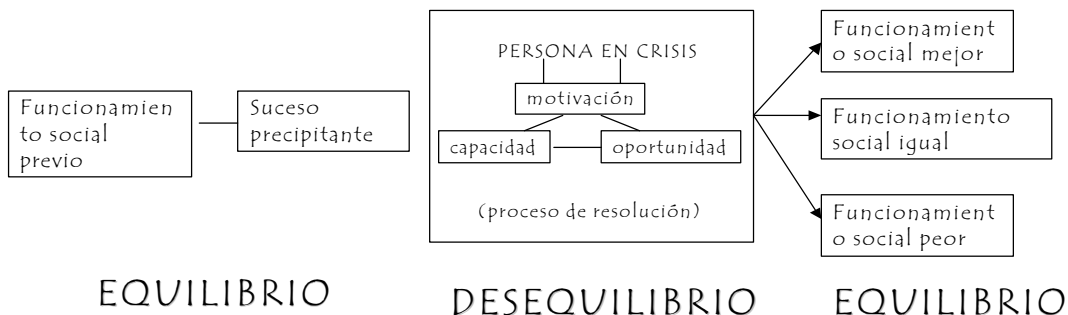 Funcionamien
to social
previo
Suceso
precipitante
PERSONA EN CRISIS
motivación
capacidad
oportunidad
(proceso de resolución)
Funcionamient
o social mejor
Funcionamiento
social igual
Funcionamient
o social peor
EQUILIBRIO
DESEQUILIBRIO
EQUILIBRIO